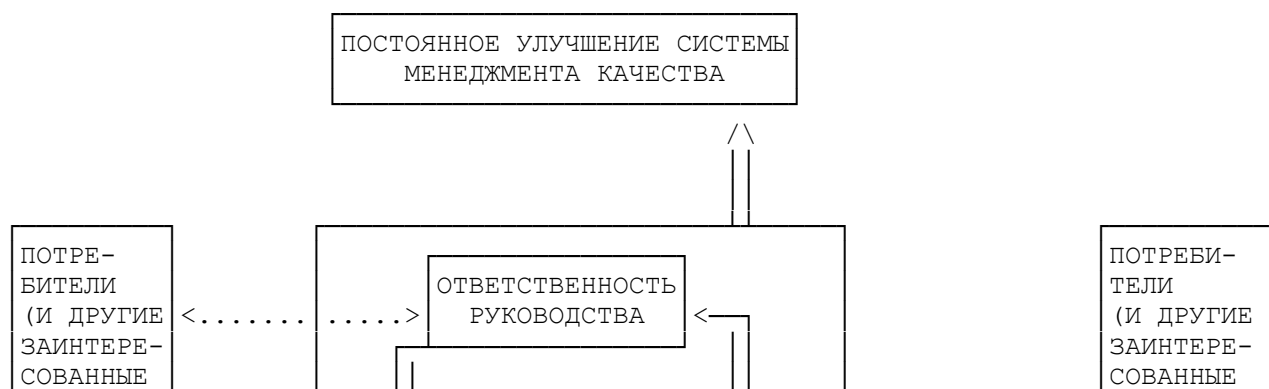 ПОСТОЯННОЕ УЛУЧШЕНИЕ СИСТЕМЫ
МЕНЕДЖМЕНТА КАЧЕСТВА
ПОТРЕ-
БИТЕЛИ
(И ДРУГИЕ
ЗАИНТЕРЕ-
СОВАННЫЕ
ОТВЕТСТВЕННОСТЬ
РУКОВОДСТВА
ПОТРЕБИ-
ТЕЛИ
(И ДРУГИЕ
ЗАИНТЕРЕ-
СОВАННЫЕ